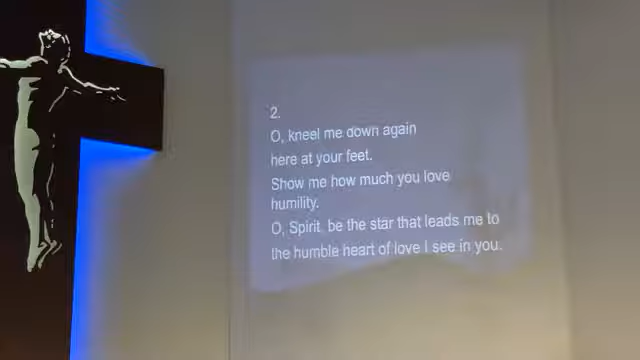 2.
O, kneel me down again
here at your feet.
Show me how much you love
humility.
O, Spirit, be the star that leads me to
the humble heart of love I see in you.